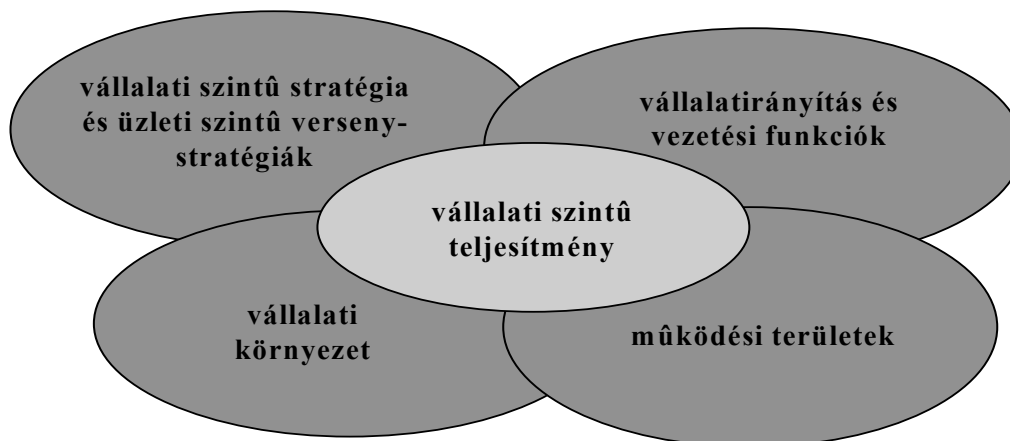 vállalati szintû stratégia
és üzleti szintû verseny-
stratégiák
vállalatirányítás és
vezetési funkciók
vállalati szintû
teljesítmény
vállalati
környezet
mûködési területek